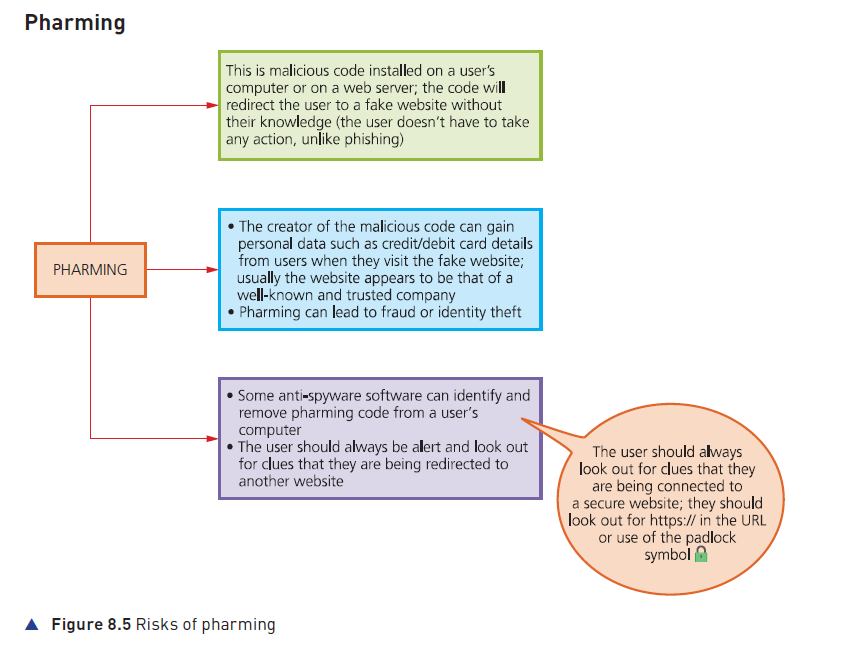 Pharming
This is malicious code installed on a user's
computer or on a web server; the code will
redirect the user to a fake website without
their knowledge (the user doesn't have to take
any action, unlike phishing)
PHARMING
• The creator of the malicious code can gain
personal data such as credit/debit card details
from users when they visit the fake website;
usually the website appears to be that of a
well-known and trusted company
• Pharming can lead to fraud or identity theft
• Some anti-spyware software can identify and
remove pharming code from a user's
computer
• The user should always be alert and look out
for clues that they are being redirected to
another website
The user should always
look out for clues that they
are being connected to
a secure website; they should
look out for https:// in the URL
or use of the padlock
symbol
▲ Figure 8.5 Risks of pharming